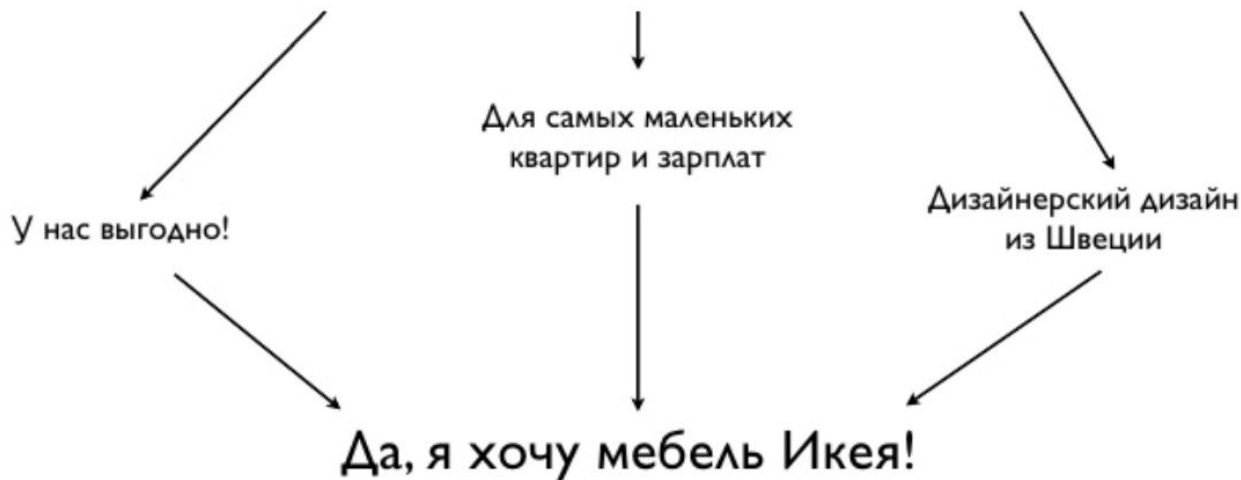 Для самых маленьких
квартир и зарплат
У нас выгодно!
Дизайнерский дизайн
из Швеции
Да, я хочу мебель Икея!